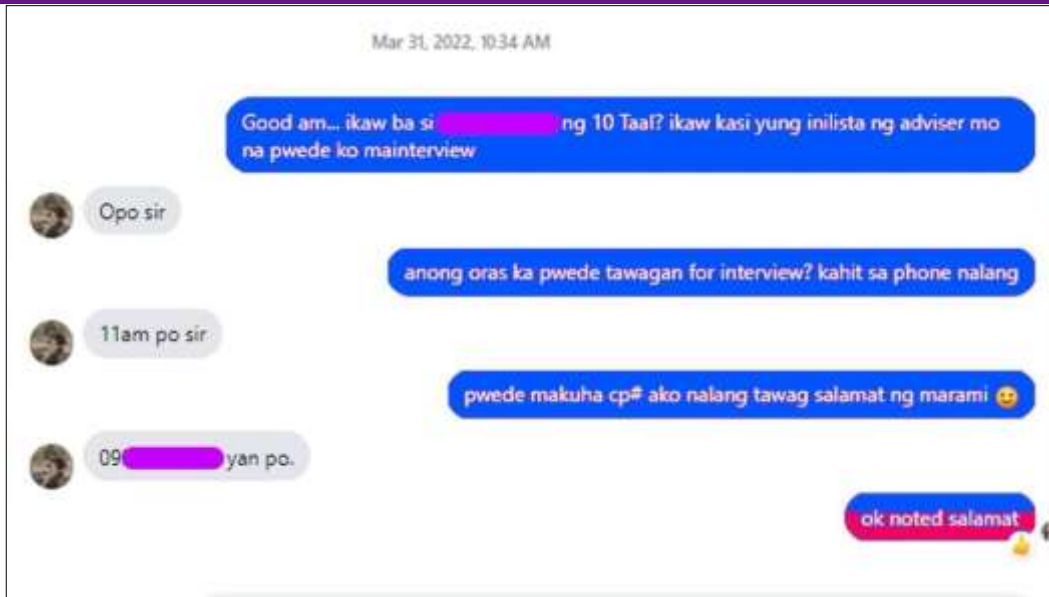 Mar 31, 2022, 10:34 AM
Good am... ikaw ba si ng 10 Taal? ikaw kasi yung inilista ng adviser mo
na pwede ko mainterview
Opo sir
anong oras ka pwede tawagan for interview? kahit sa phone nalang
11am po sir
pwede makuha cp# ako nalang tawag salamat ng marami 😉
09 yan po.
ok noted salamat